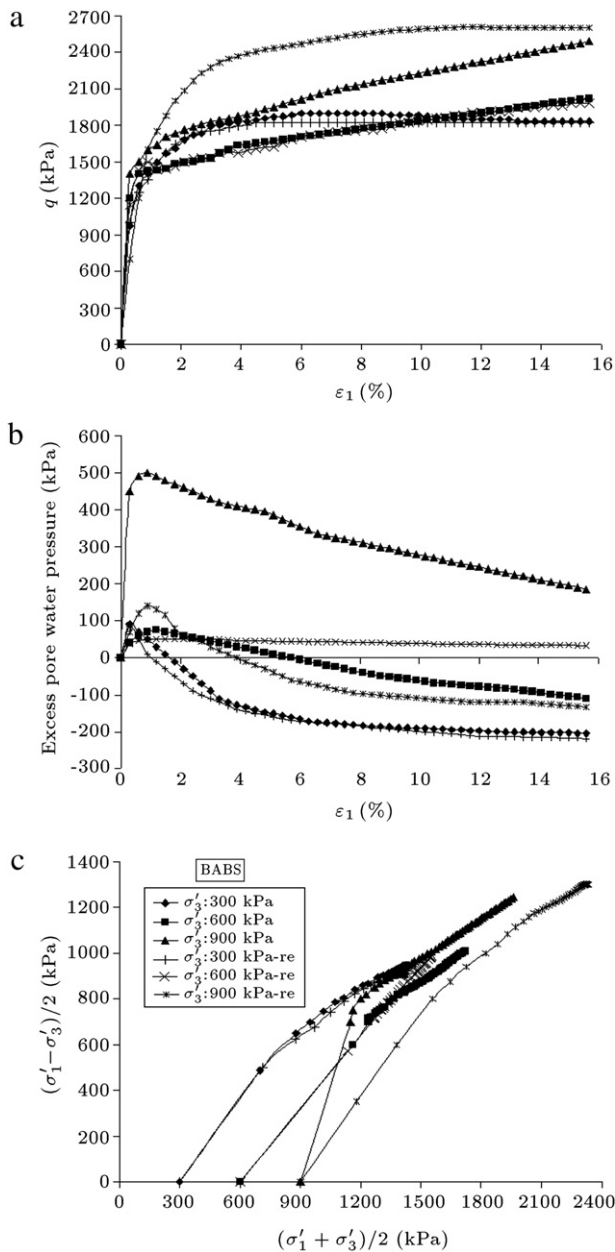 a
2700
2400
2100
1800
1500
1200
900
600
300
0
q (kPa)
0 2 4 6 8 10 12 14 16
ε₁ (%)
b
600
500
400
300
200
100
0
-100
-200
-300
Excess pore water pressure (kPa)
0 2 4 6 8 10 12 14 16
ε₁ (%)
c
1400
1200
1000
800
600
400
200
0
(σ′₁−σ′₃)/2 (kPa)
BABS
σ′₃:300 kPa
σ′₃:600 kPa
σ′₃:900 kPa
σ′₃:300 kPa-re
σ′₃:600 kPa-re
σ′₃:900 kPa-re
0 300 600 900 1200 1500 1800 2100 2400
(σ′₁ + σ′₃)/2 (kPa)